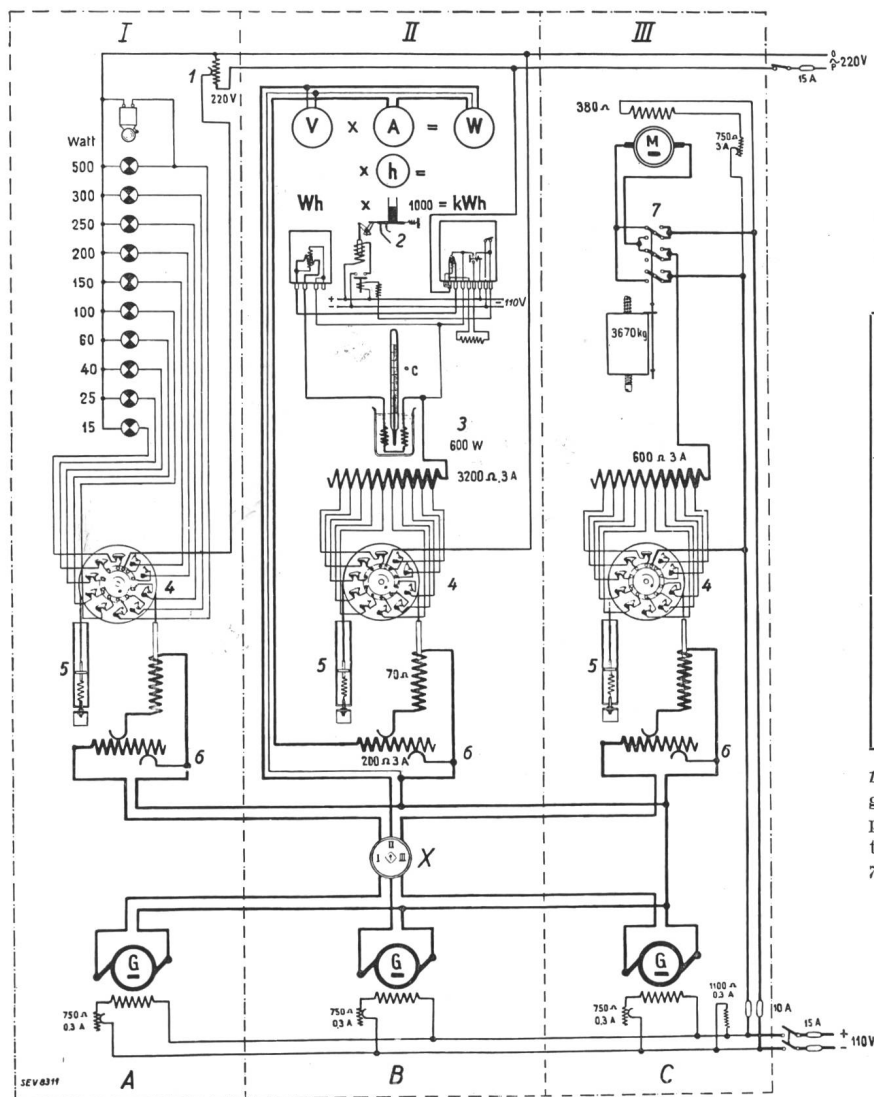 I
II
III
1
220 V
0
~ 220V
P
15 A
V x A = W
x h =
Wh x 1000 = kWh
2
+
− 110V
°C
3
600 W
3200 Ω, 3A
Watt
500
300
250
200
150
100
60
40
25
15
380 Ω
750 Ω
3 A
M
7
3670 kg
600 Ω 3 A
4
4
4
5
5
5
70 Ω
6
200 Ω 3 A
6
6
I II III
X
G
G
G
750 Ω
0,3 A
750 Ω
0,3 A
750 Ω
0,3 A
1100 Ω
0.3 A
10 A
15 A
+
− 110V
SEV 8311
A
B
C
g
t
7